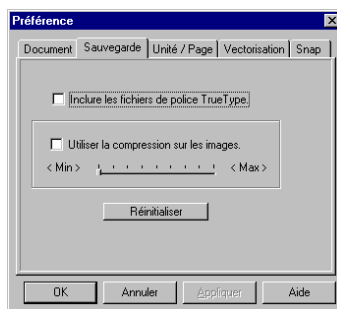 Préférence
Document Sauvegarde Unité / Page Vectorisation Snap
Inclure les fichiers de police TrueType.
Utiliser la compression sur les images.
< Min > < Max >
Réinitialiser
OK Annuler Appliquer Aide